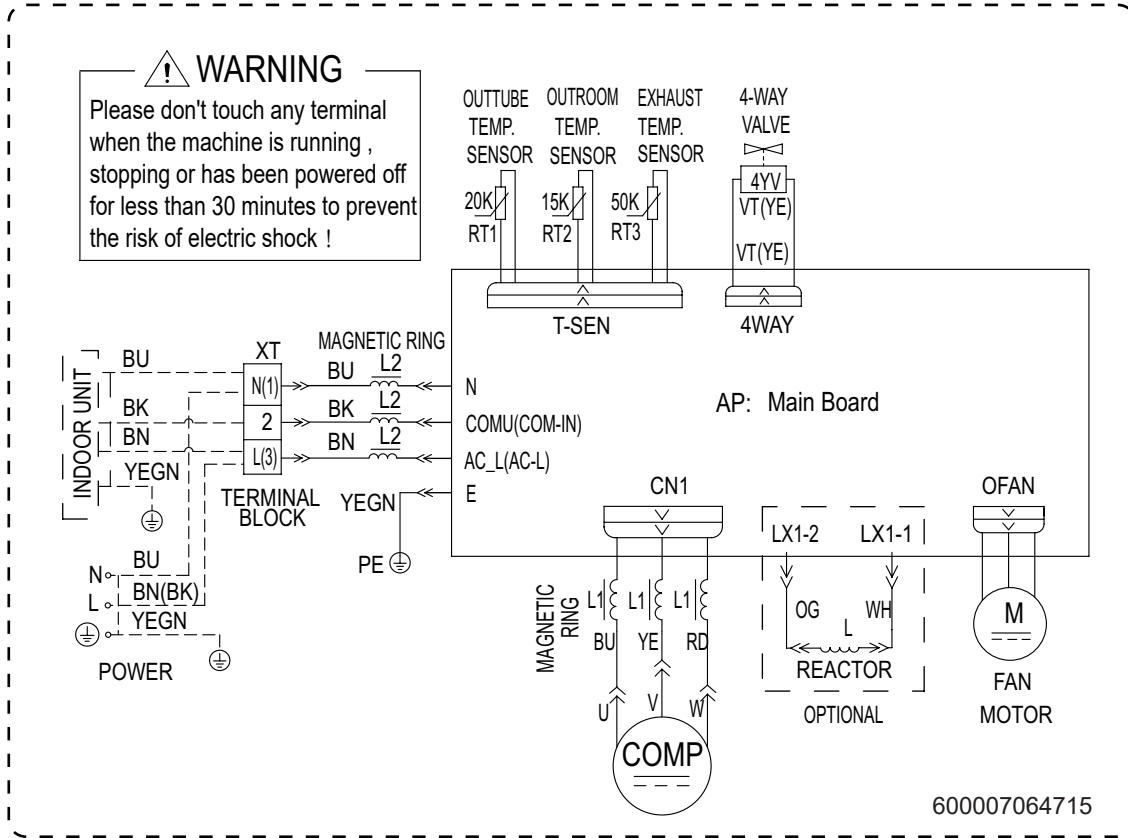 WARNING
Please don't touch any terminal
when the machine is running ,
stopping or has been powered off
for less than 30 minutes to prevent
the risk of electric shock !
OUTTUBE
TEMP.
SENSOR
OUTROOM
TEMP.
SENSOR
EXHAUST
TEMP.
SENSOR
4-WAY
VALVE
20K
RT1
15K
RT2
50K
RT3
4YV
VT(YE)
VT(YE)
T-SEN
4WAY
INDOOR UNIT
BU
BK
BN
YEGN
XT
N(1)
2
L(3)
TERMINAL
BLOCK
MAGNETIC RING
BU
L2
BK
L2
BN
L2
YEGN
PE
N
COMU(COM-IN)
AC_L(AC-L)
E
AP: Main Board
N
BU
L
BN(BK)
YEGN
POWER
CN1
MAGNETIC
RING
L1
L1
L1
BU
YE
RD
U
V
W
COMP
LX1-2
LX1-1
OG
WH
L
REACTOR
OPTIONAL
OFAN
M
FAN
MOTOR
600007064715